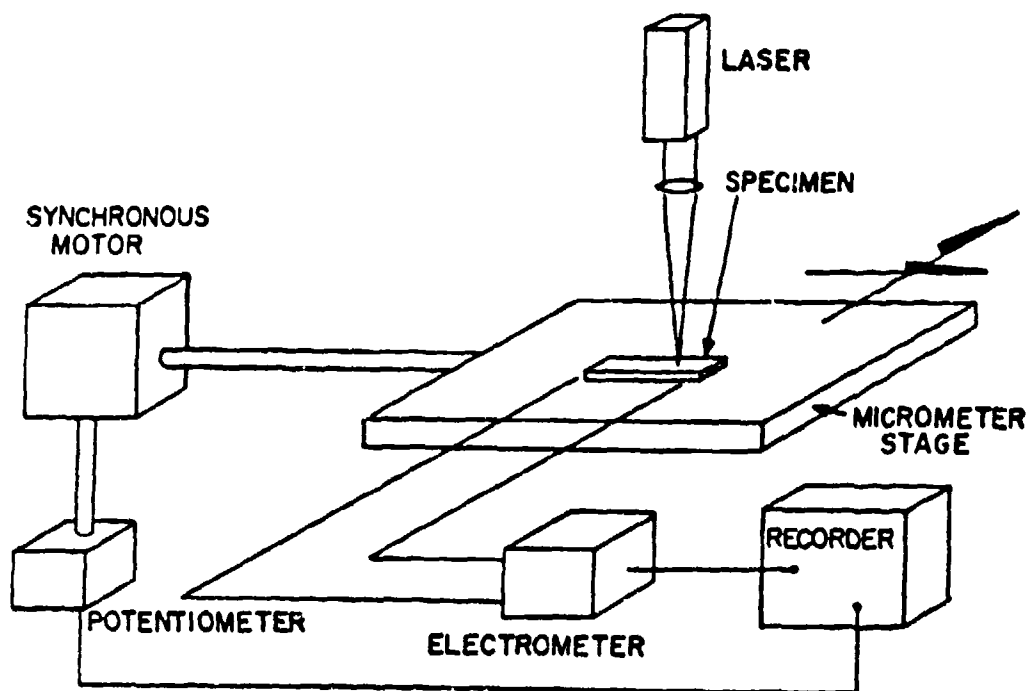 LASER
SPECIMEN
SYNCHRONOUS
MOTOR
MICROMETER
STAGE
RECORDER
POTENTIOMETER
ELECTROMETER